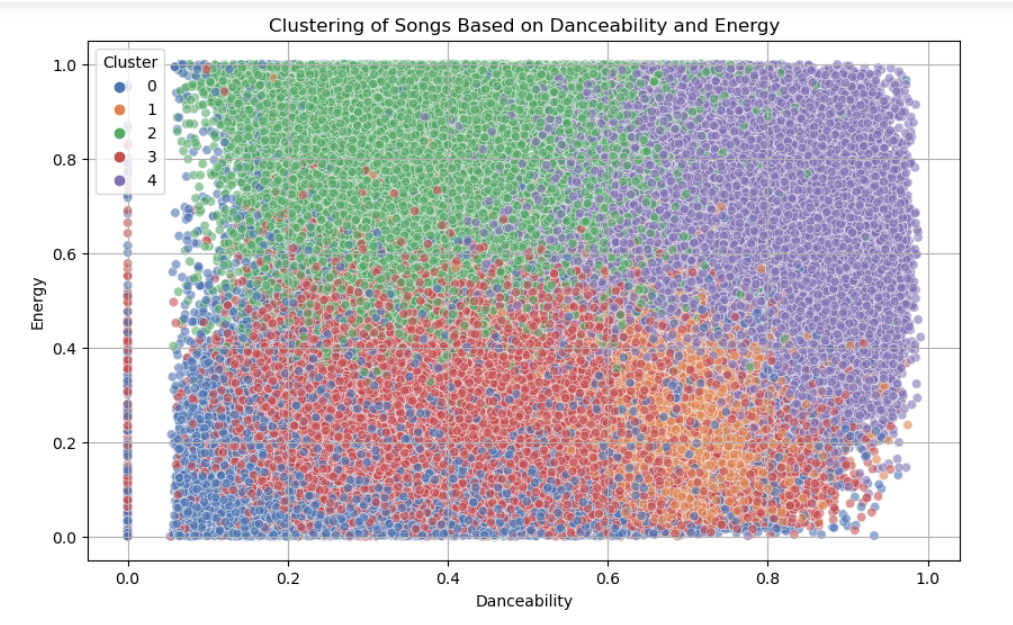 Clustering of Songs Based on Danceability and Energy
Cluster
0
1
2
3
4
1.0
0.8
0.6
0.4
0.2
0.0
Energy
0.0 0.2 0.4 0.6 0.8 1.0
Danceability